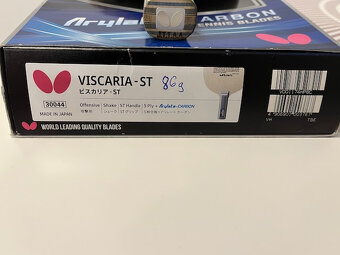 Arylate-CARBON
TENNIS BLADES
VISCARIA-ST 86g
ビスカリア-ST
30044
MADE IN JAPAN
Offensive Shake ST Handle 5 Ply + Arylate-CARBON
WORLD LEADING QUALITY BLADES